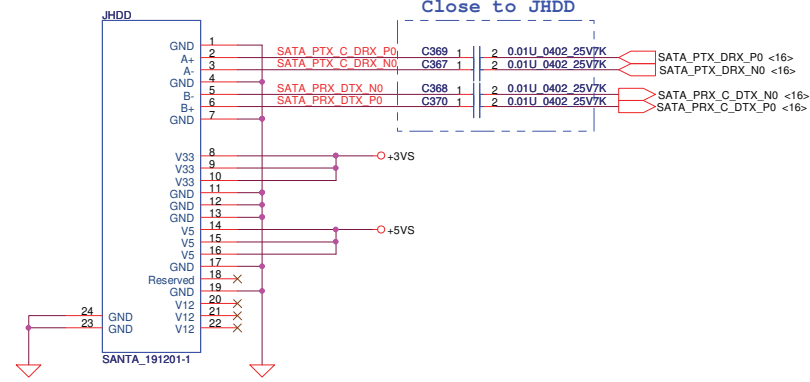 Close to JHDD
JHDD
GND 1
A+ 2 SATA_PTX_C_DRX_P0 C369 1 2 0.01U_0402_25V7K SATA_PTX_DRX_P0 <16>
A- 3 SATA_PTX_C_DRX_N0 C367 1 2 0.01U_0402_25V7K SATA_PTX_DRX_N0 <16>
GND 4
B- 5 SATA_PRX_DTX_N0 C368 1 2 0.01U_0402_25V7K SATA_PRX_C_DTX_N0 <16>
B+ 6 SATA_PRX_DTX_P0 C370 1 2 0.01U_0402_25V7K SATA_PRX_C_DTX_P0 <16>
GND 7
V33 8 +3VS
V33 9
V33 10
GND 11
GND 12
GND 13
V5 14 +5VS
V5 15
V5 16
GND 17
Reserved 18
GND 19
V12 20
24 GND V12 21
23 GND V12 22
SANTA_191201-1